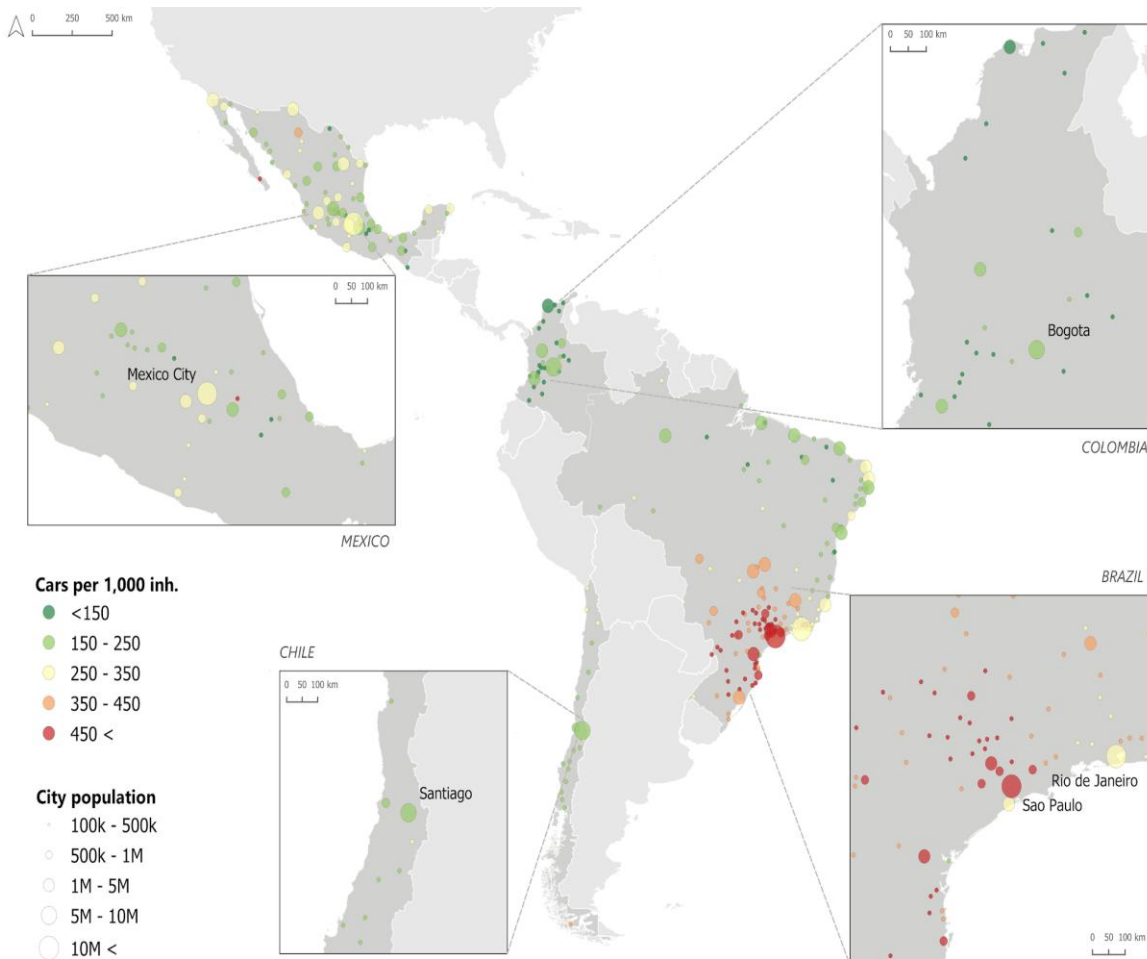 0 250 500 km
0 50 100 km
Bogota
COLOMBIA
0 50 100 km
Mexico City
MEXICO
Cars per 1,000 inh.
<150
150 - 250
250 - 350
350 - 450
450 <
City population
100k - 500k
500k - 1M
1M - 5M
5M - 10M
10M <
CHILE
0 50 100 km
Santiago
BRAZIL
Rio de Janeiro
Sao Paulo
0 50 100 km